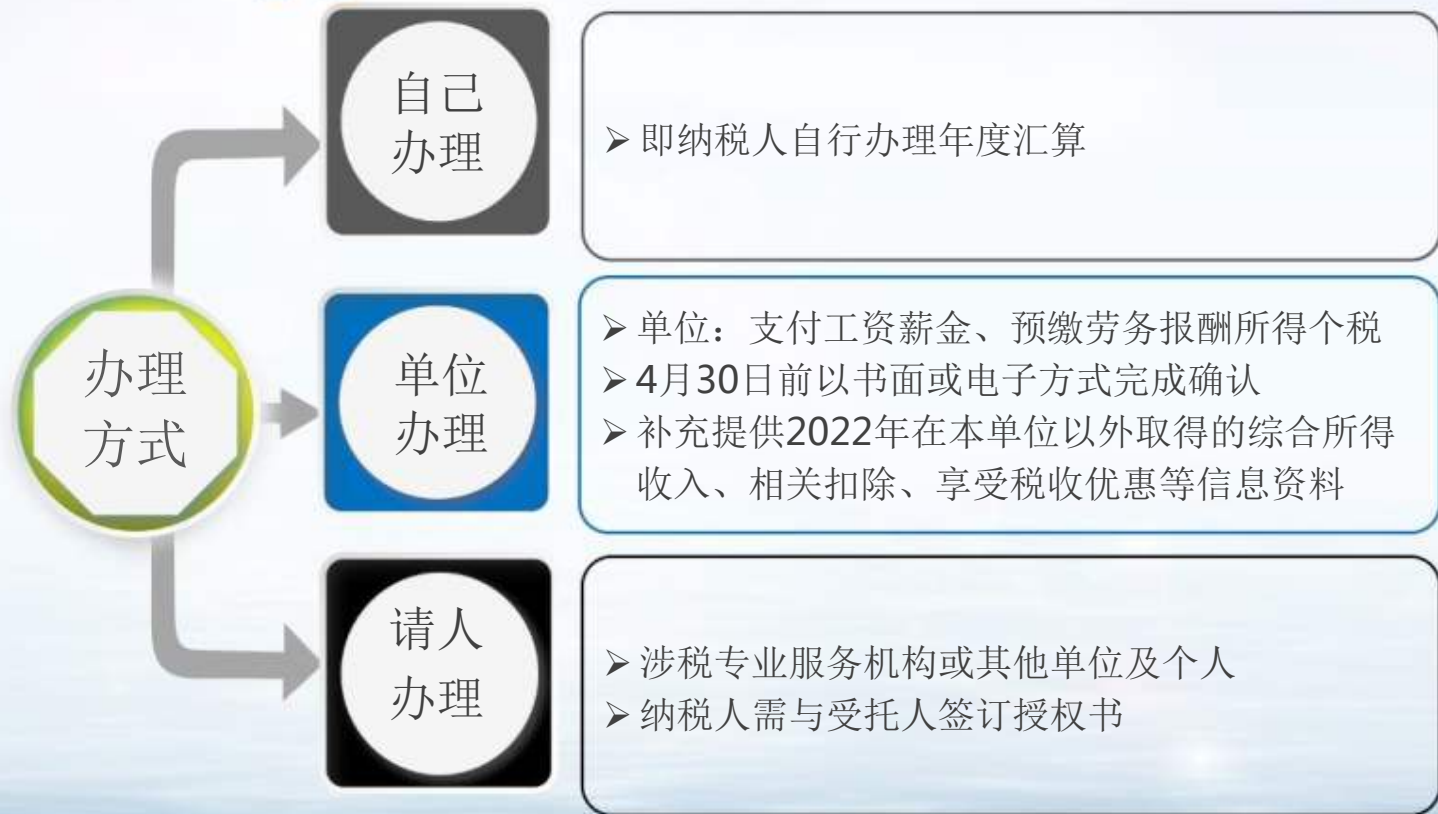 自己
办理
➢ 即纳税人自行办理年度汇算
办理
方式
单位
办理
➢ 单位：支付工资薪金、预缴劳务报酬所得个税
➢ 4月30日前以书面或电子方式完成确认
➢ 补充提供2022年在本单位以外取得的综合所得
收入、相关扣除、享受税收优惠等信息资料
请人
办理
➢ 涉税专业服务机构或其他单位及个人
➢ 纳税人需与受托人签订授权书